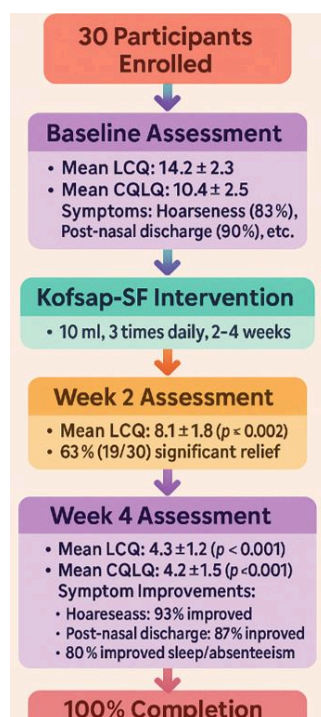 30 Participants
Enrolled
Baseline Assessment
• Mean LCQ: 14.2 ± 2.3
• Mean CQLQ: 10.4 ± 2.5
Symptoms: Hoarseness (83%),
Post-nasal discharge (90%), etc.
Kofsap-SF Intervention
• 10 ml, 3 times daily, 2–4 weeks
Week 2 Assessment
• Mean LCQ: 8.1 ± 1.8 (p < 0.002)
• 63% (19/30) significant relief
Week 4 Assessment
• Mean LCQ: 4.3 ±1.2 (p < 0.001)
• Mean CQLQ: 4.2 ± 1.5 (p<0.001)
Symptom Improvements:
• Hoareseass: 93% improved
• Post-nasal discharge: 87% inproved
• 80% improved sleep/absenteeism
100% Completion